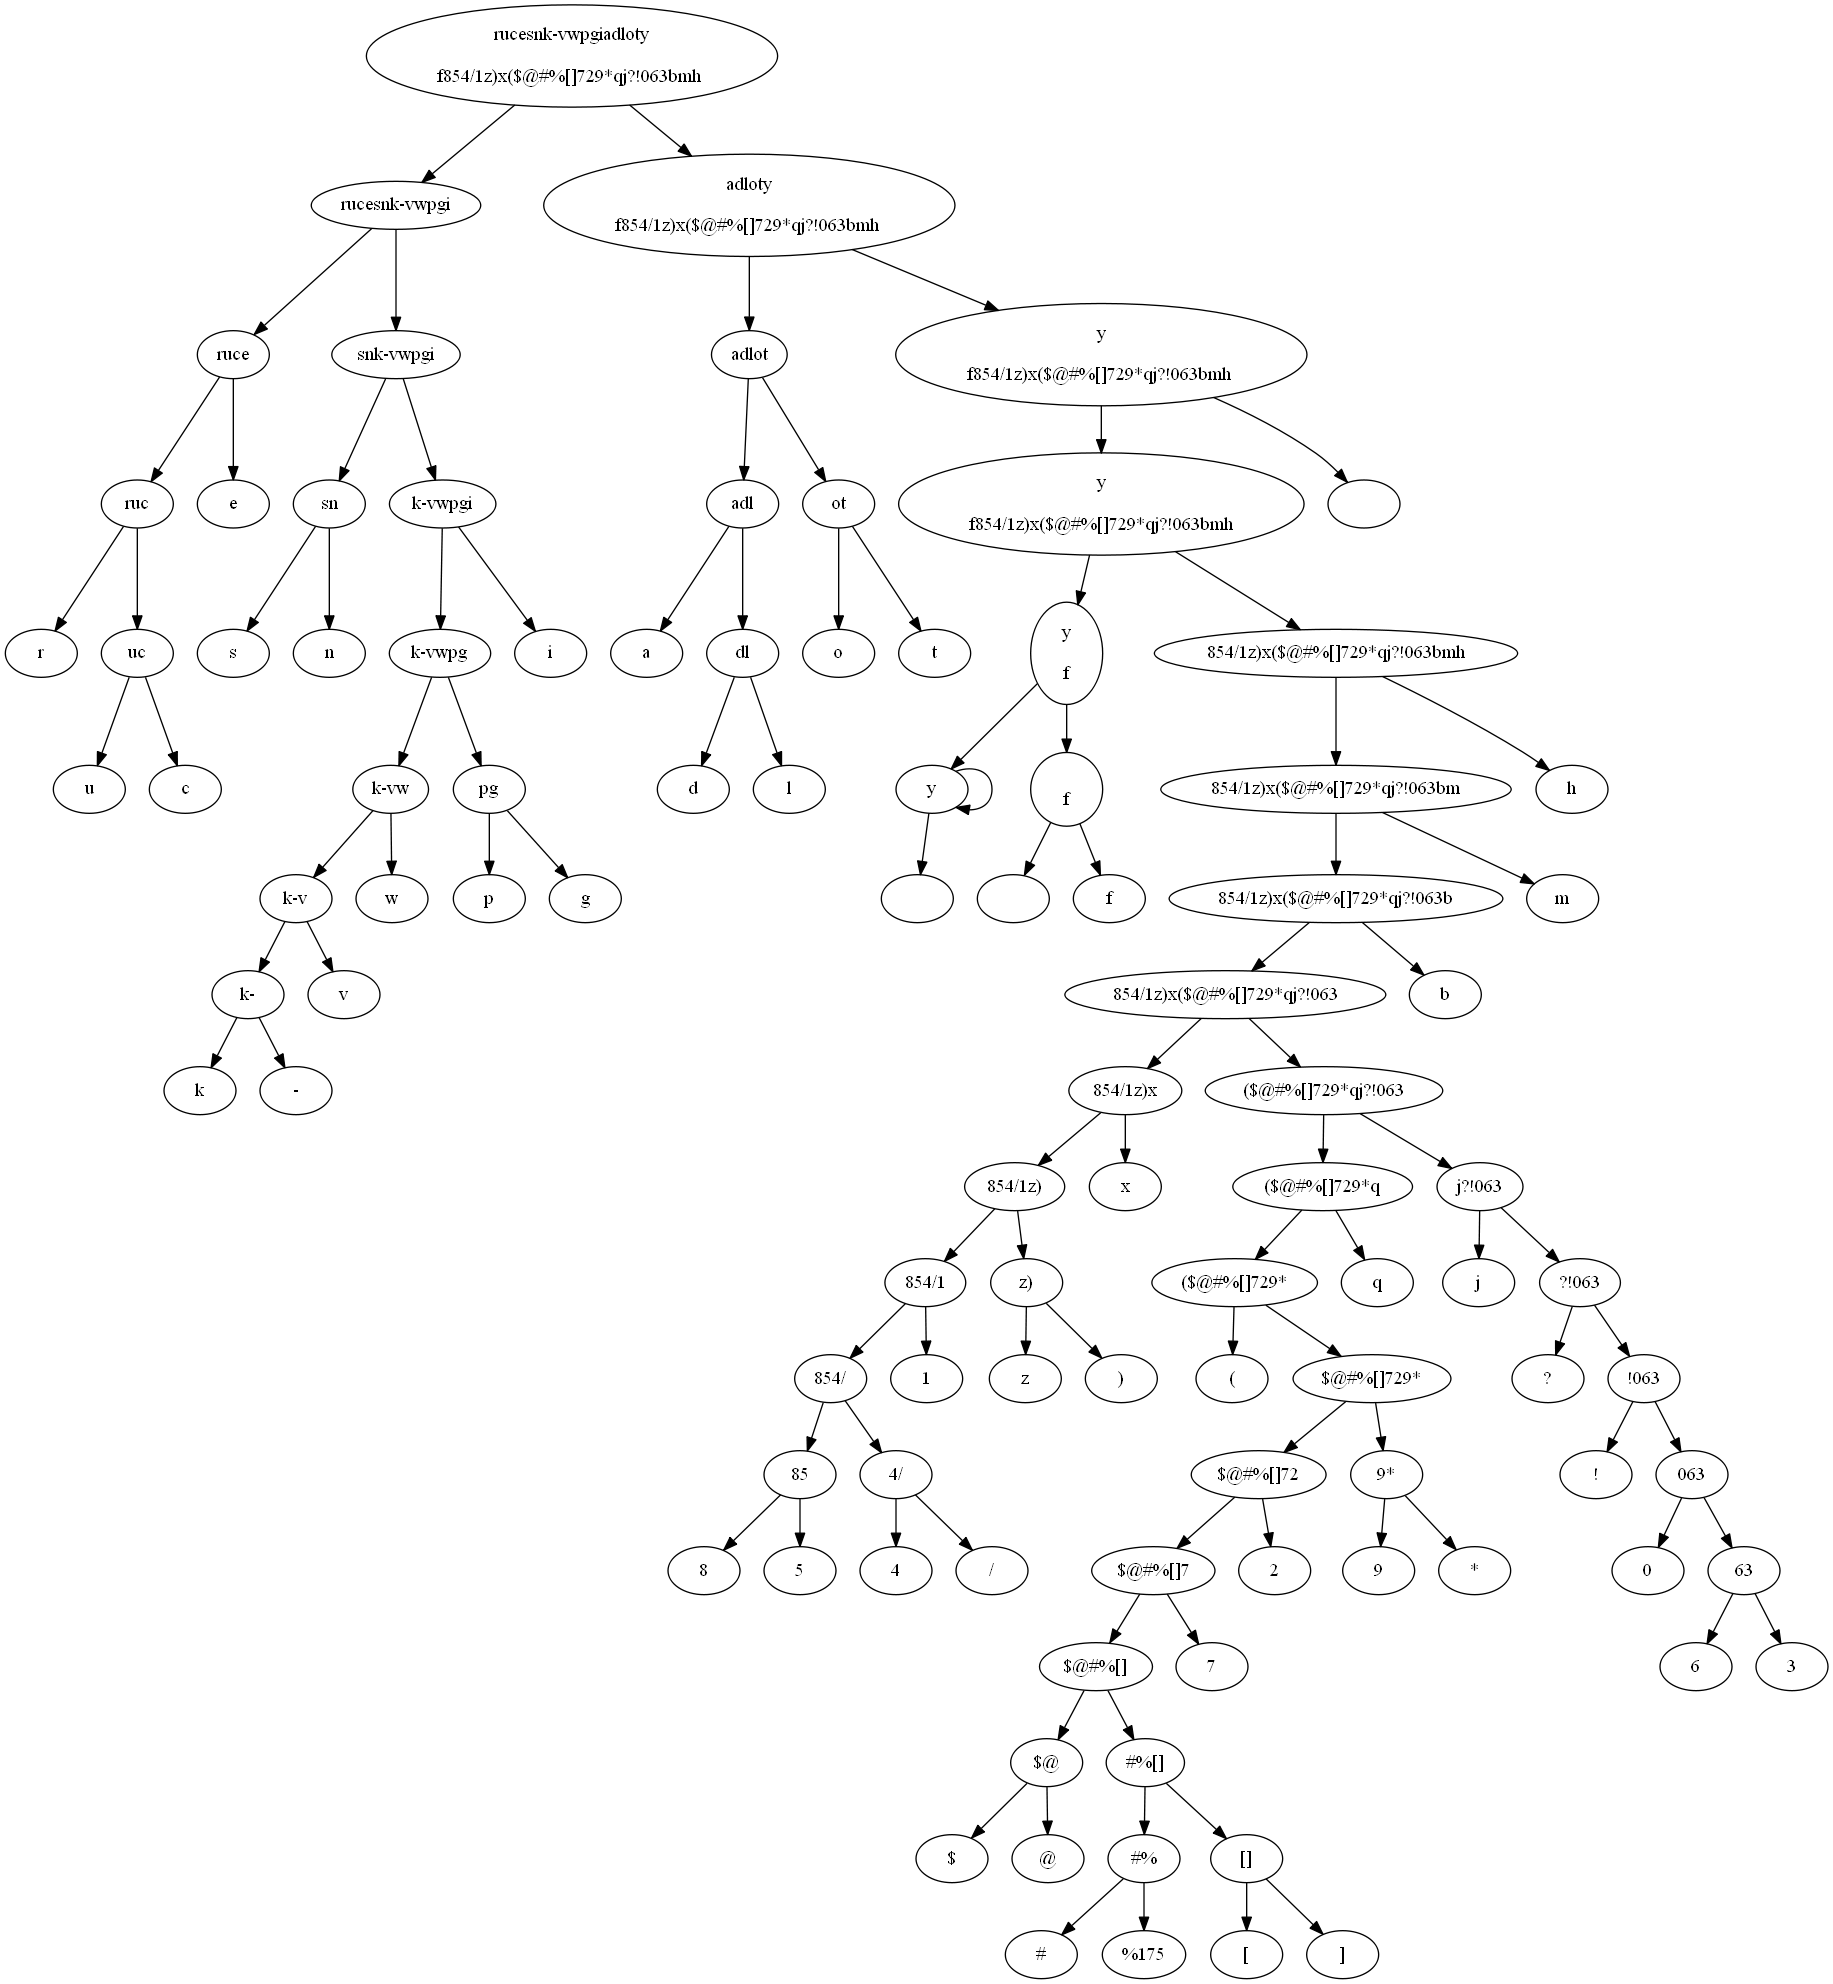 rucesnk-vwpgiadloty
f854/1z)x($@#%[]729*qj?!063bmh
rucesnk-vwpgi
adloty
f854/1z)x($@#%[]729*qj?!063bmh
ruce
snk-vwpgi
adlot
y
f854/1z)x($@#%[]729*qj?!063bmh
ruc
e
sn
k-vwpgi
adl
ot
y
f854/1z)x($@#%[]729*qj?!063bmh
r
uc
s
n
k-vwpg
i
a
dl
o
t
y
f
854/1z)x($@#%[]729*qj?!063bmh
u
c
k-vw
pg
d
l
y
f
854/1z)x($@#%[]729*qj?!063bm
h
k-v
w
p
g
f
854/1z)x($@#%[]729*qj?!063b
m
k-
v
854/1z)x($@#%[]729*qj?!063
b
k
-
854/1z)x
($@#%[]729*qj?!063
854/1z)
x
($@#%[]729*q
j?!063
854/1
z)
($@#%[]729*
q
j
?!063
854/
1
z
)
(
$@#%[]729*
?
!063
85
4/
$@#%[]72
9*
!
063
8
5
4
/
$@#%[]7
2
9
*
0
63
$@#%[]
7
6
3
$@
#%[]
$
@
#%
[]
#
%175
[
]